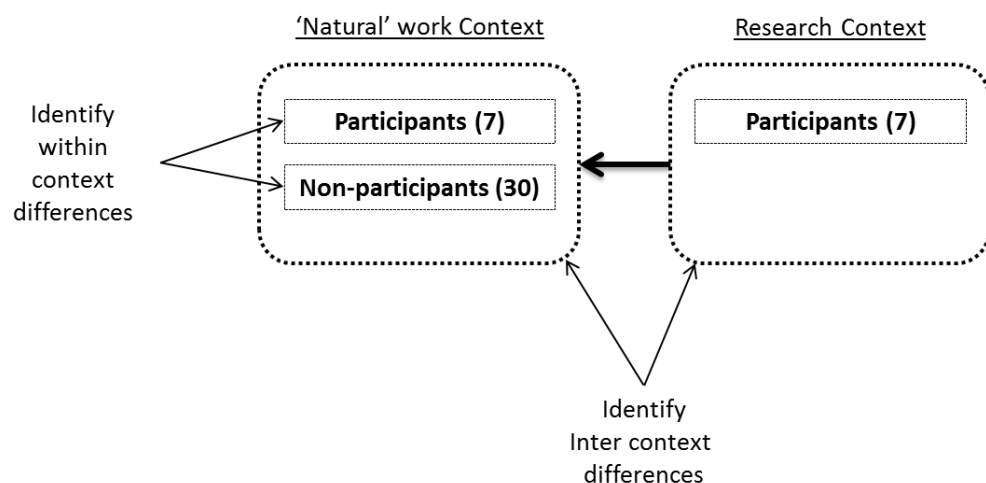 ‘Natural’ work Context
Research Context
Identify
within
context
differences
Participants (7)
Non-participants (30)
Participants (7)
Identify
Inter context
differences